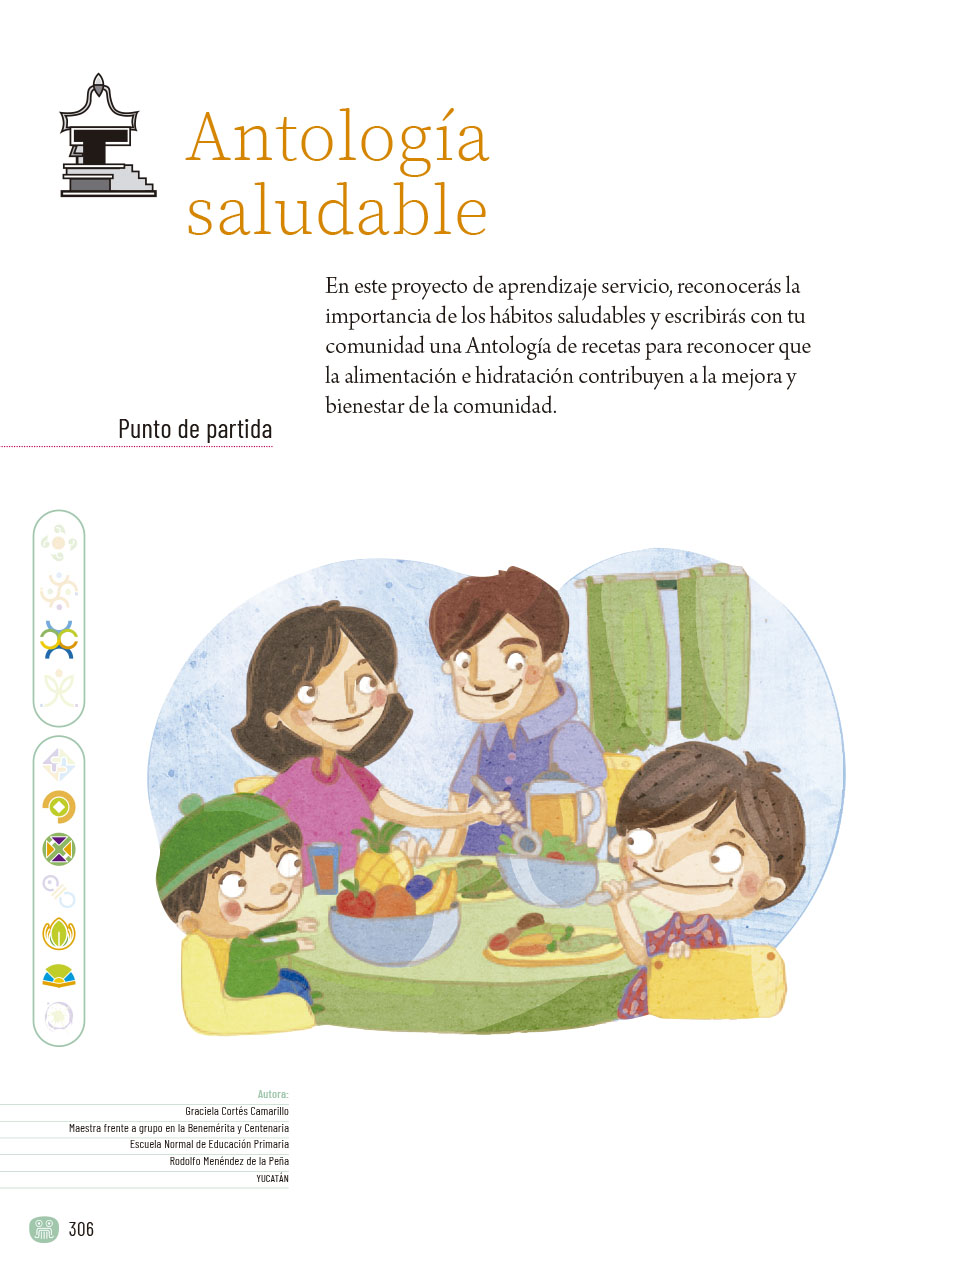 Antología
saludable
En este proyecto de aprendizaje servicio, reconocerás la
importancia de los hábitos saludables y escribirás con tu
comunidad una Antología de recetas para reconocer que
la alimentación e hidratación contribuyen a la mejora y
bienestar de la comunidad.
Punto de partida
Autora:
Graciela Cortés Camarillo
Maestra frente a grupo en la Benemérita y Centenaria
Escuela Normal de Educación Primaria
Rodolfo Menéndez de la Peña
YUCATÁN
306